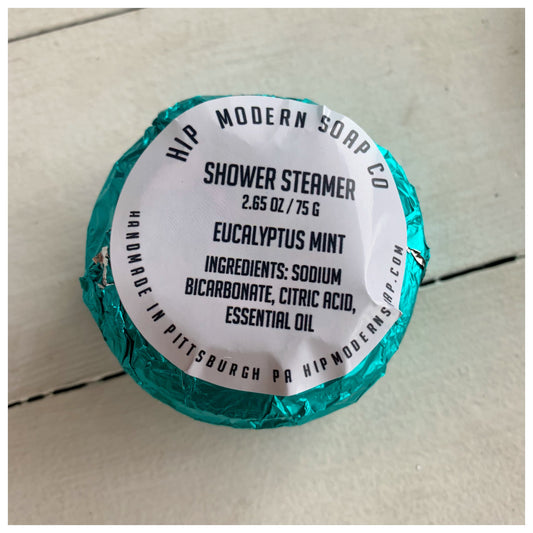 HIP MODERN SOAP CO
SHOWER STEAMER
2.65 OZ / 75 G
EUCALYPTUS MINT
INGREDIENTS: SODIUM
BICARBONATE, CITRIC ACID,
ESSENTIAL OIL
HANDMADE IN PITTSBURGH PA HIPMODERNSOAP.COM